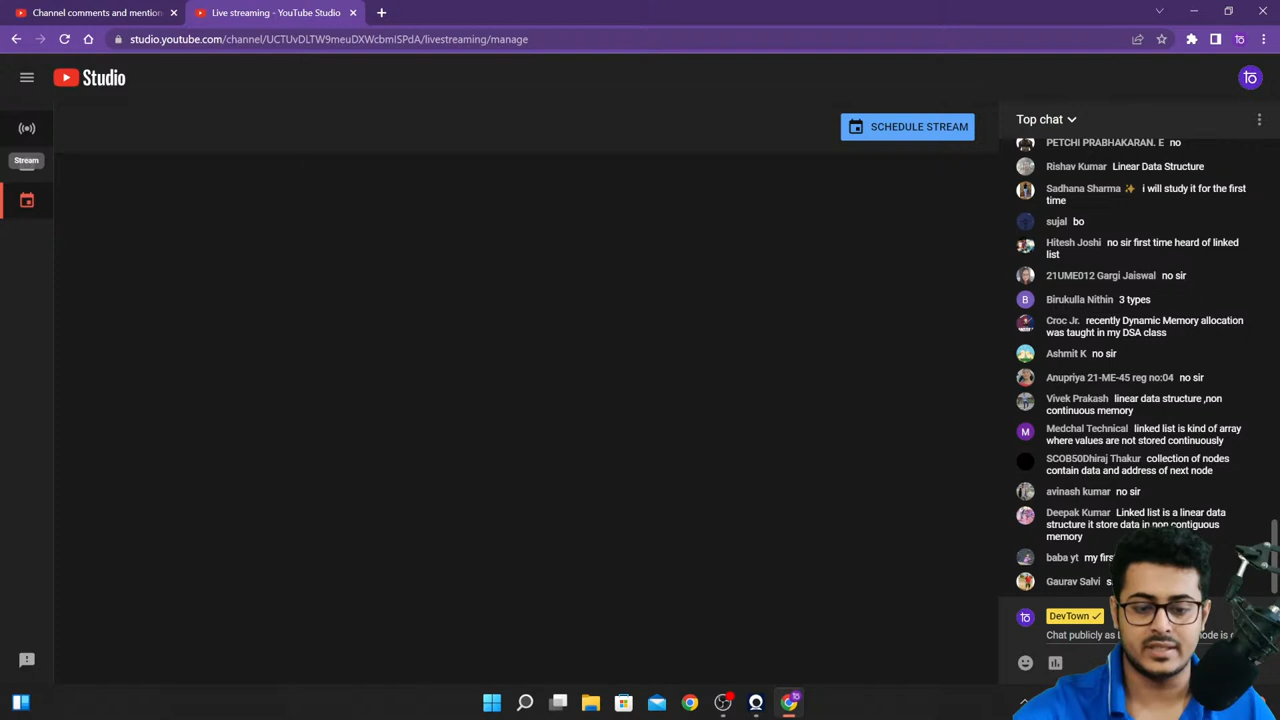 Channel comments and mention
Live streaming - YouTube Studio
studio.youtube.com/channel/UCTUvDLTW9meuDXWcbmISPdA/livestreaming/manage
Studio
Stream
SCHEDULE STREAM
Top chat
PETCHI PRABHAKARAN. E no
Rishav Kumar Linear Data Structure
Sadhana Sharma ✨ i will study it for the first
time
sujal bo
Hitesh Joshi no sir first time heard of linked
list
21UME012 Gargi Jaiswal no sir
B
Birukulla Nithin 3 types
Croc Jr. recently Dynamic Memory allocation
was taught in my DSA class
Ashmit K no sir
Anupriya 21-ME-45 reg no:04 no sir
Vivek Prakash linear data structure ,non
continuous memory
M
Medchal Technical linked list is kind of array
where values are not stored continuously
SCOB50Dhiraj Thakur collection of nodes
contain data and address of next node
avinash kumar no sir
Deepak Kumar Linked list is a linear data
structure it store data in non contiguous
memory
baba yt my
Gaurav Salvi
DevTown
Chat publicly as